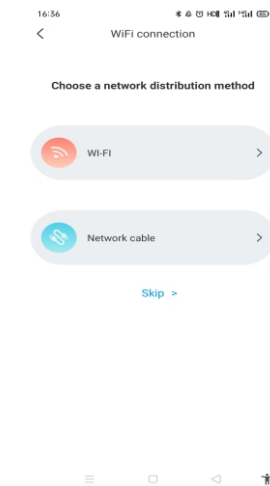 16:36
WiFi connection
Choose a network distribution method
WI-FI
Network cable
Skip >